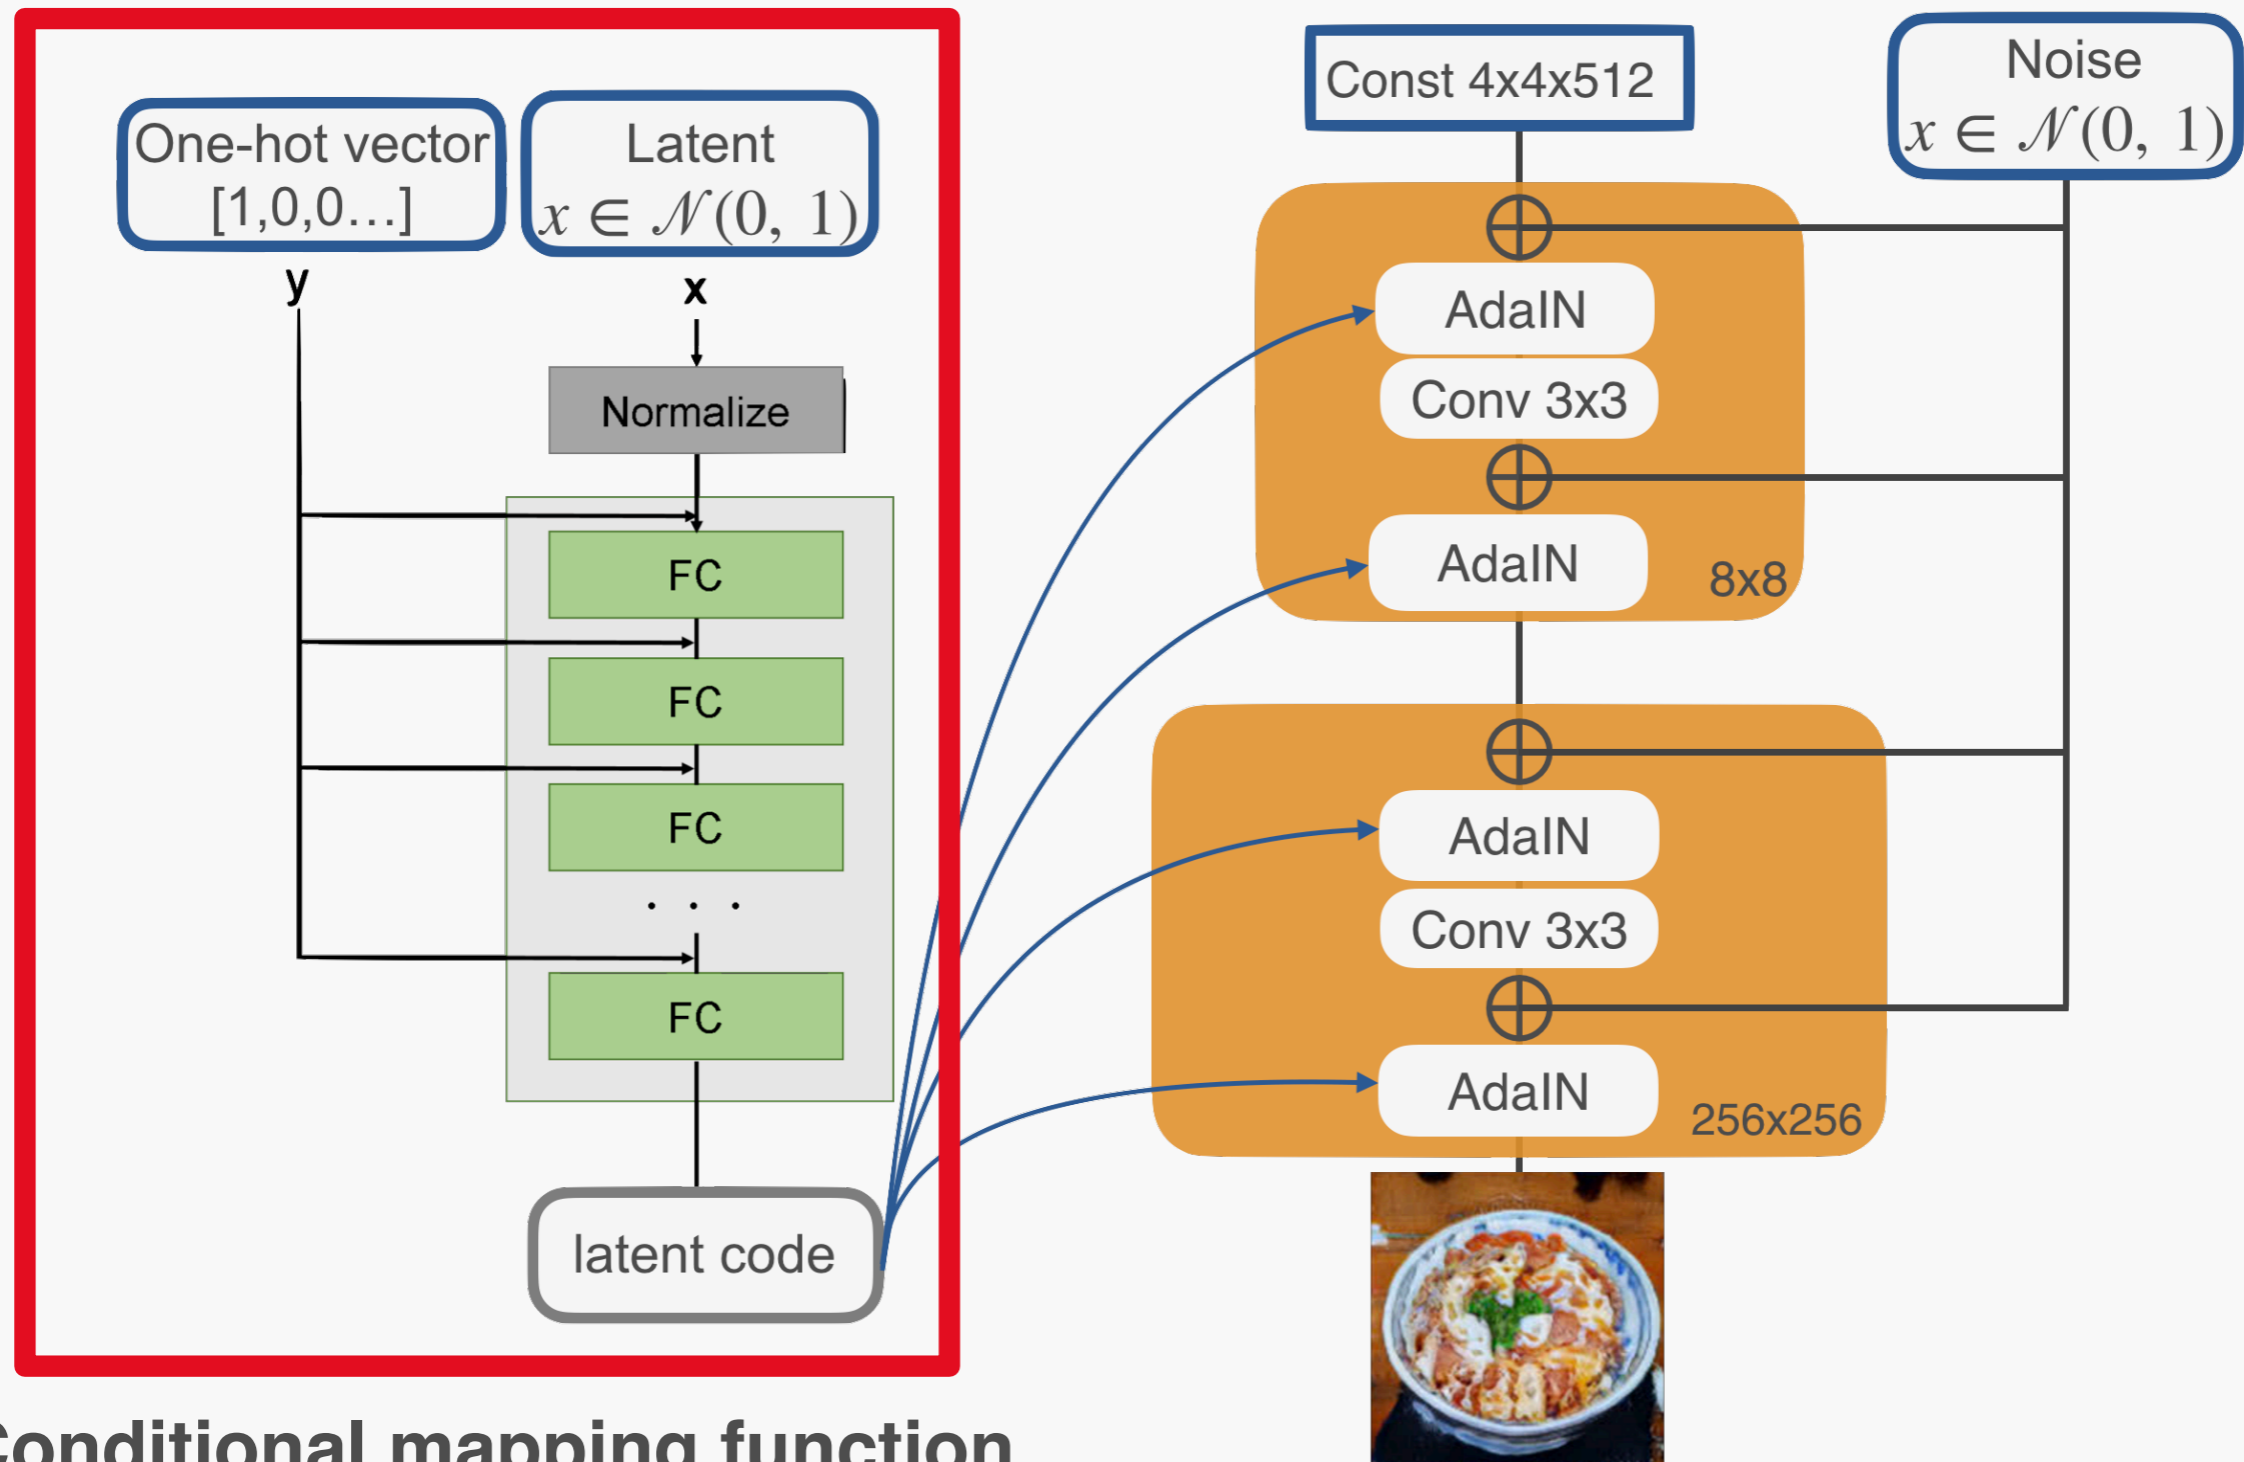 One-hot vector
[1,0,0…]
Latent
x ∈ 𝒩(0, 1)
y
x
Normalize
FC
FC
FC
. . .
FC
latent code
Const 4x4x512
Noise
x ∈ 𝒩(0, 1)
AdaIN
Conv 3x3
AdaIN
8x8
AdaIN
Conv 3x3
AdaIN
256x256
Conditional mapping function